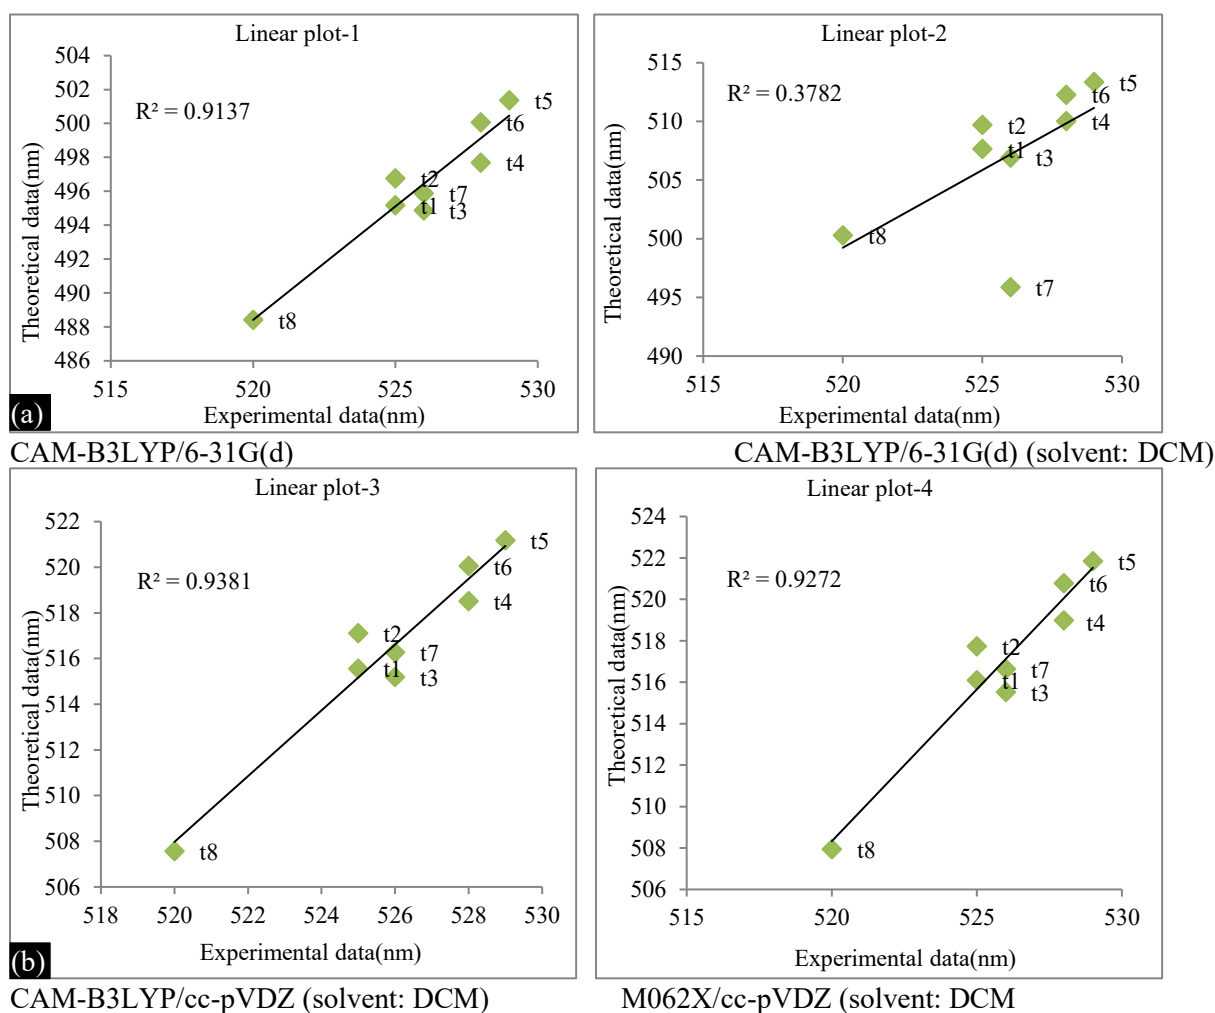 Linear plot-1
504
502
500
498
496
494
492
490
488
486
Theoretical data(nm)
R² = 0.9137
t5
t6
t4
t2
t7
t1
t3
t8
515
520
525
530
Experimental data(nm)
(a)
CAM-B3LYP/6-31G(d)
Linear plot-2
515
510
505
500
495
490
Theoretical data(nm)
R² = 0.3782
t5
t6
t4
t2
t1
t3
t8
t7
515
520
525
530
Experimental data(nm)
CAM-B3LYP/6-31G(d) (solvent: DCM)
Linear plot-3
522
520
518
516
514
512
510
508
506
Theoretical data(nm)
R² = 0.9381
t5
t6
t4
t2
t7
t1
t3
t8
518
520
522
524
526
528
530
Experimental data(nm)
(b)
CAM-B3LYP/cc-pVDZ (solvent: DCM)
Linear plot-4
524
522
520
518
516
514
512
510
508
506
Theoretical data(nm)
R² = 0.9272
t5
t6
t4
t2
t7
t1
t3
t8
515
520
525
530
Experimental data(nm)
M062X/cc-pVDZ (solvent: DCM